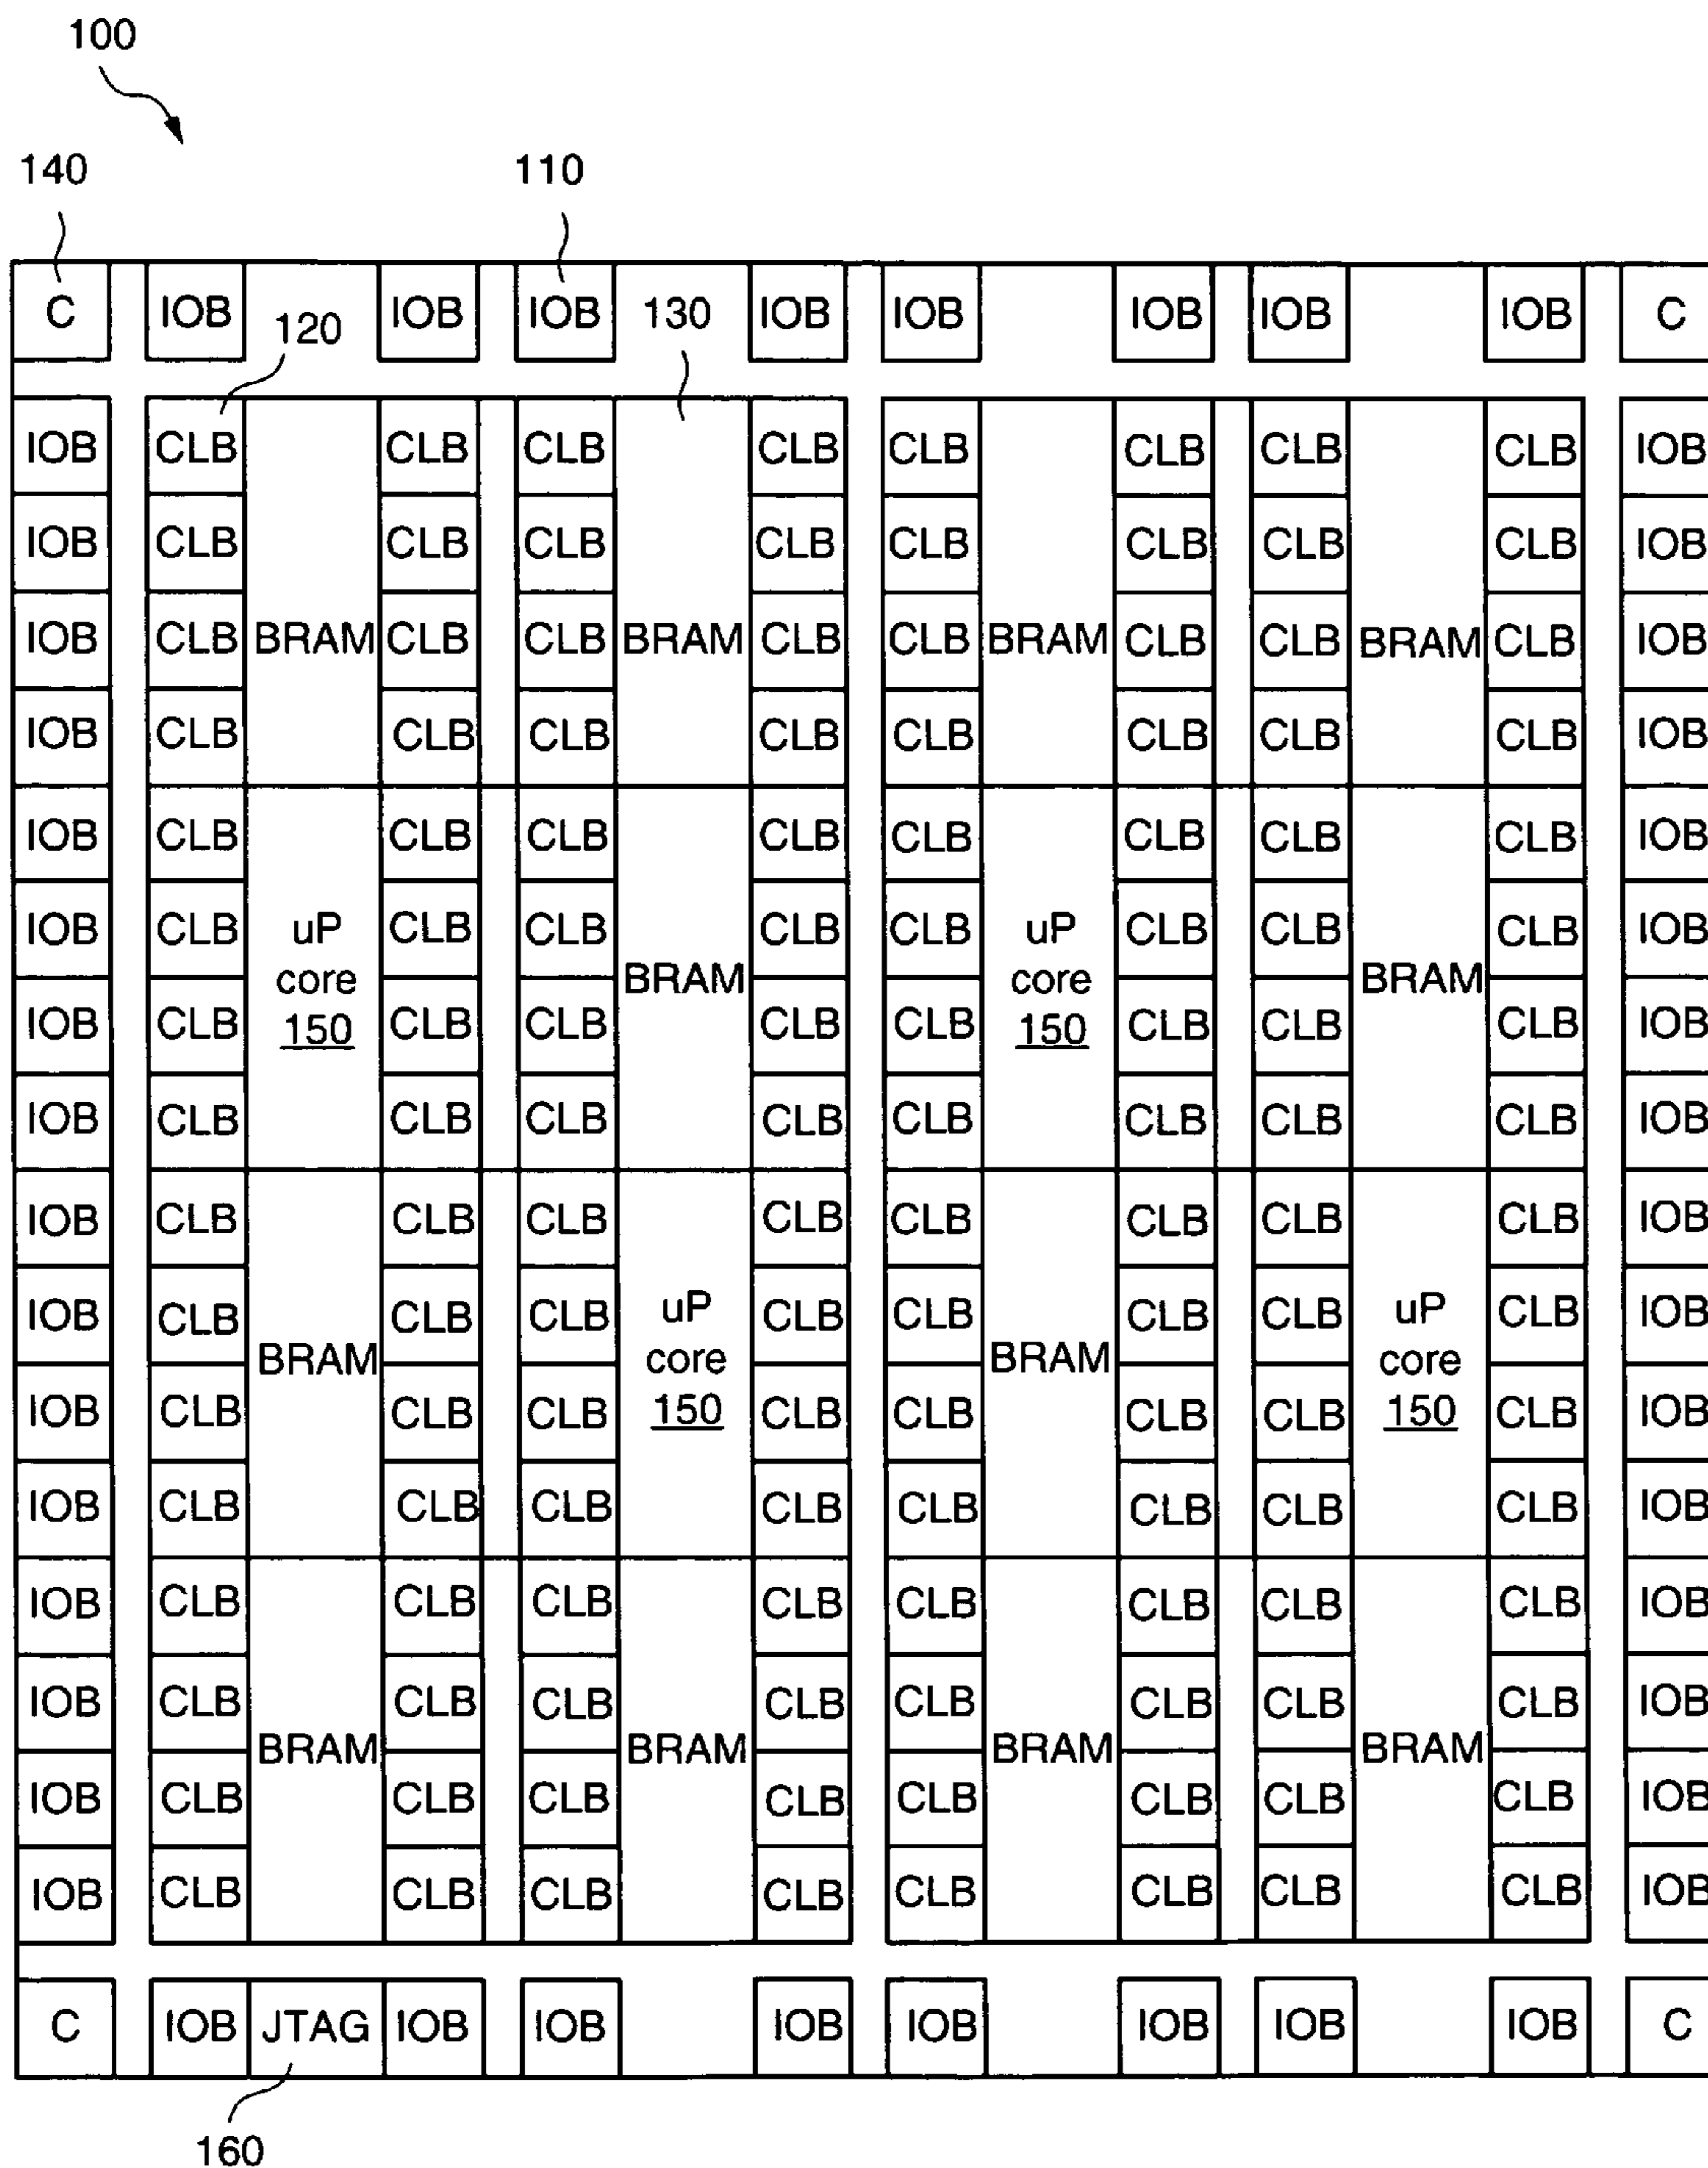 100
140 110
C IOB IOB IOB IOB IOB IOB IOB IOB C
120 130
IOB CLB CLB CLB CLB CLB CLB CLB CLB IOB
IOB CLB CLB CLB CLB CLB CLB CLB CLB IOB
IOB CLB BRAM CLB CLB BRAM CLB CLB BRAM CLB CLB BRAM CLB IOB
IOB CLB CLB CLB CLB CLB CLB CLB CLB IOB
IOB CLB CLB CLB CLB CLB CLB CLB CLB IOB
IOB CLB uP CLB CLB CLB CLB uP CLB CLB CLB IOB
core BRAM core BRAM
IOB CLB 150 CLB CLB CLB CLB 150 CLB CLB CLB IOB
IOB CLB CLB CLB CLB CLB CLB CLB CLB IOB
IOB CLB CLB CLB CLB CLB CLB CLB CLB IOB
IOB CLB CLB CLB uP CLB CLB CLB CLB uP CLB IOB
BRAM core BRAM core
IOB CLB CLB CLB 150 CLB CLB CLB CLB 150 CLB IOB
IOB CLB CLB CLB CLB CLB CLB CLB CLB IOB
IOB CLB CLB CLB CLB CLB CLB CLB CLB IOB
IOB CLB CLB CLB CLB CLB CLB CLB CLB IOB
BRAM BRAM BRAM BRAM
IOB CLB CLB CLB CLB CLB CLB CLB CLB IOB
IOB CLB CLB CLB CLB CLB CLB CLB CLB IOB
C IOB JTAG IOB IOB IOB IOB IOB IOB IOB C
160